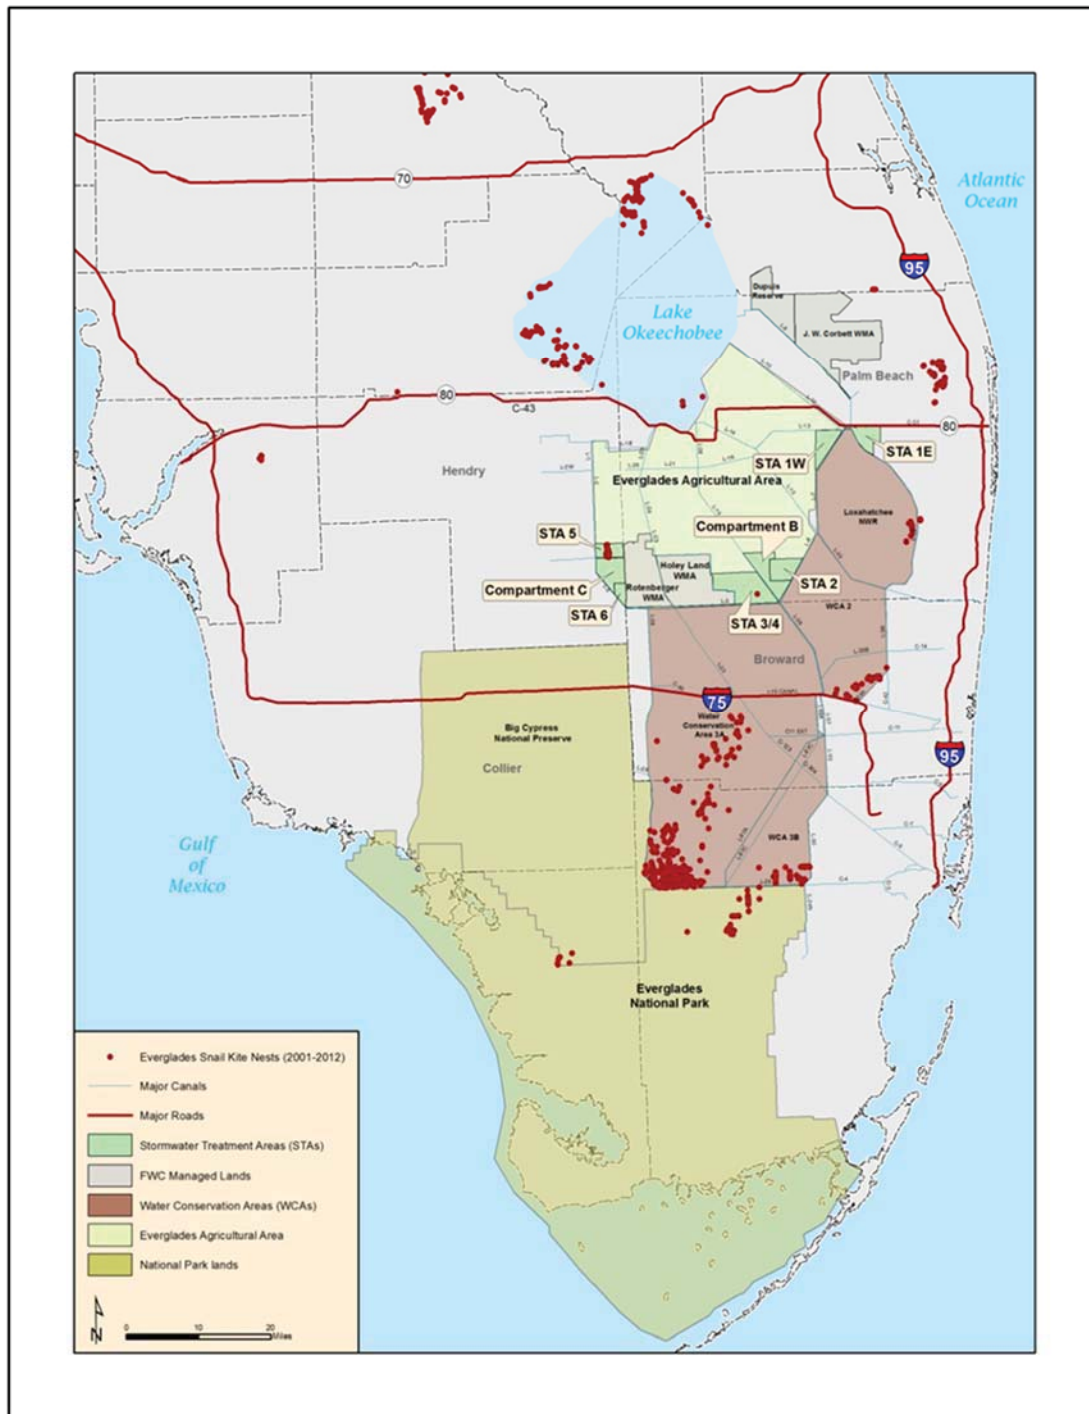 70
Atlantic
Ocean
95
Lake
Okeechobee
Dupuis
Reserve
J. W. Corbett WMA
Palm Beach
80
C-43
80
STA 1W
STA 1E
Hendry
Everglades Agricultural Area
Loxahatchee
NWR
Compartment B
STA 5
Holey Land
WMA
STA 2
Compartment C
Rotenberger
WMA
WCA 2
STA 6
STA 3/4
Broward
75
Water
Conservation
Area 3A
Big Cypress
National Preserve
Collier
95
Gulf
of
Mexico
WCA 3B
Everglades
National Park
Everglades Snail Kite Nests (2001-2012)
Major Canals
Major Roads
Stormwater Treatment Areas (STAs)
FWC Managed Lands
Water Conservation Areas (WCAs)
Everglades Agricultural Area
National Park lands
N
0 10 20
Miles